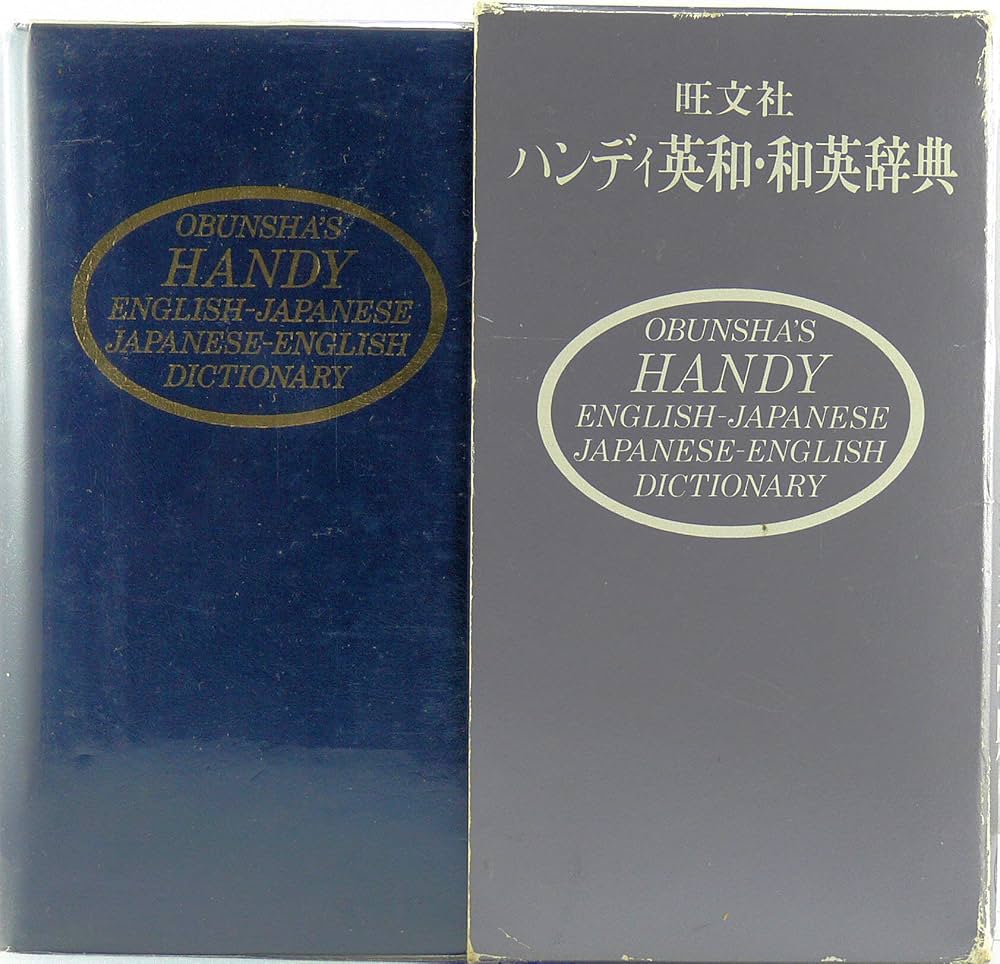 OBUNSHA'S
HANDY
ENGLISH-JAPANESE
JAPANESE-ENGLISH
DICTIONARY
旺文社
ハンディ英和・和英辞典
OBUNSHA'S
HANDY
ENGLISH-JAPANESE
JAPANESE-ENGLISH
DICTIONARY